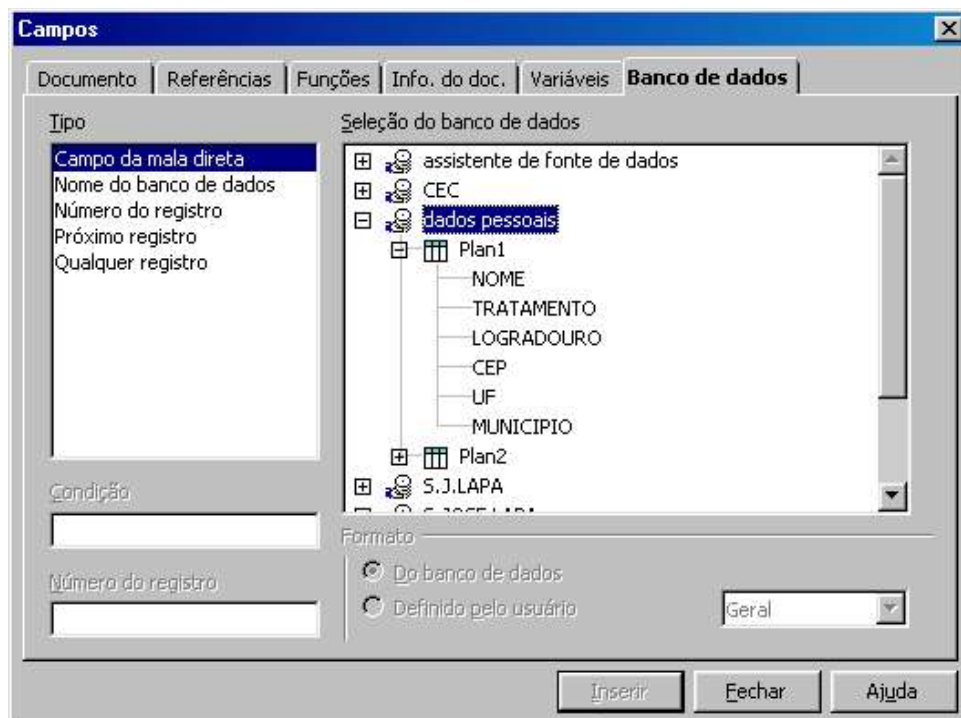 Campos
Documento Referências Funções Info. do doc. Variáveis Banco de dados
Tipo
Campo da mala direta
Nome do banco de dados
Número do registro
Próximo registro
Qualquer registro
Condição
Número do registro
Seleção do banco de dados
assistente de fonte de dados
CEC
dados pessoais
Plan1
NOME
TRATAMENTO
LOGRADOURO
CEP
UF
MUNICIPIO
Plan2
S.J.LAPA
Formato
Do banco de dados
Definido pelo usuário
Geral
Inserir Fechar Ajuda